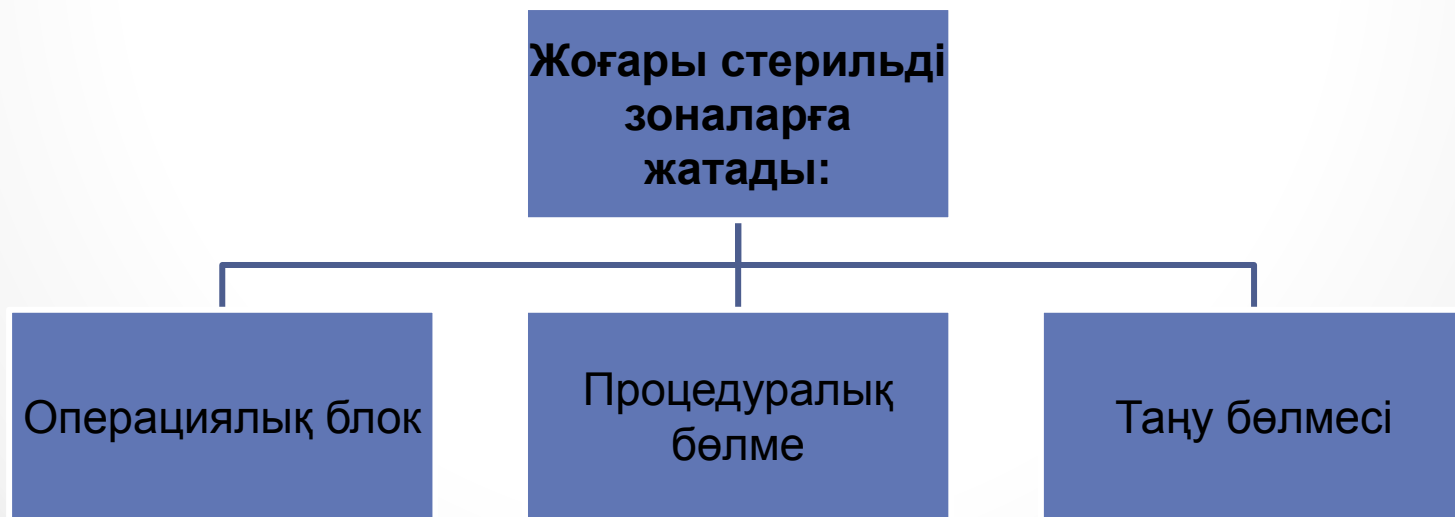 Жоғары стерильді
зоналарға
жатады:
Операциялық блок
Процедуралық
бөлме
Таңу бөлмесі